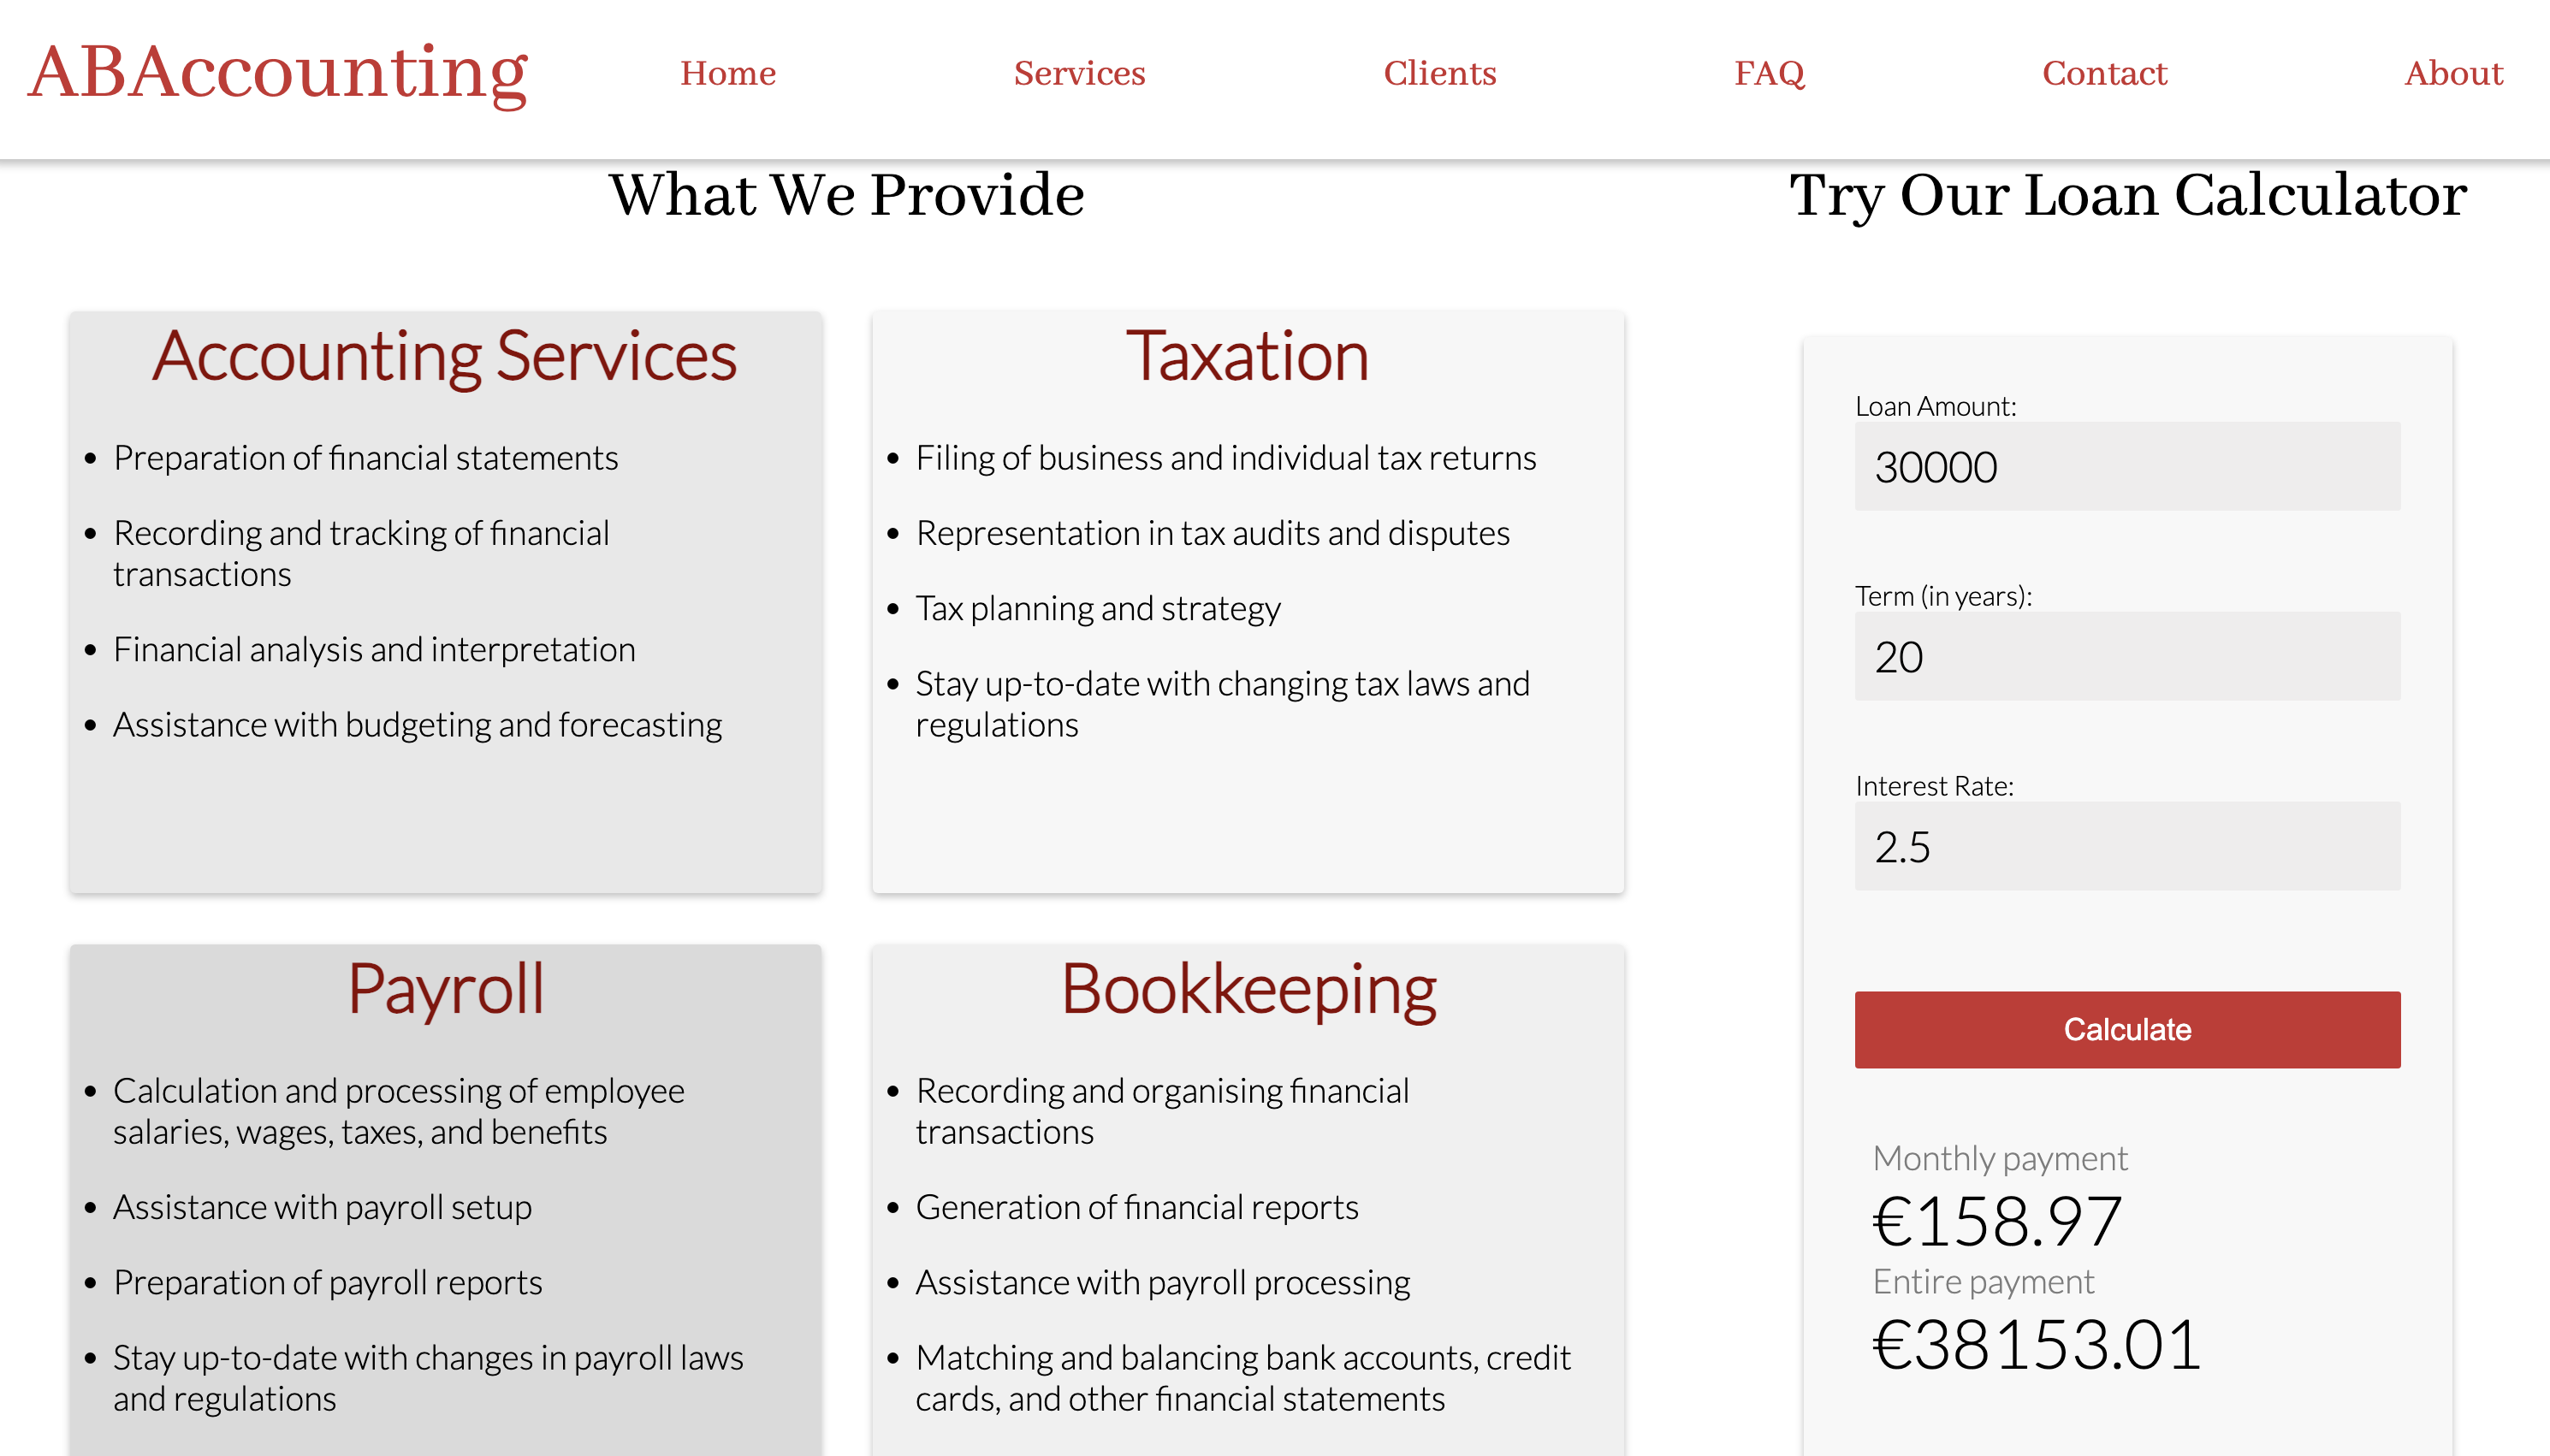 ABAccounting
Home
Services
Clients
FAQ
Contact
About
What We Provide
Accounting Services
• Preparation of financial statements
• Recording and tracking of financial
transactions
• Financial analysis and interpretation
• Assistance with budgeting and forecasting
Taxation
• Filing of business and individual tax returns
• Representation in tax audits and disputes
• Tax planning and strategy
• Stay up-to-date with changing tax laws and
regulations
Payroll
• Calculation and processing of employee
salaries, wages, taxes, and benefits
• Assistance with payroll setup
• Preparation of payroll reports
• Stay up-to-date with changes in payroll laws
and regulations
Bookkeeping
• Recording and organising financial
transactions
• Generation of financial reports
• Assistance with payroll processing
• Matching and balancing bank accounts, credit
cards, and other financial statements
Try Our Loan Calculator
Loan Amount:
30000
Term (in years):
20
Interest Rate:
2.5
Calculate
Monthly payment
€158.97
Entire payment
€38153.01